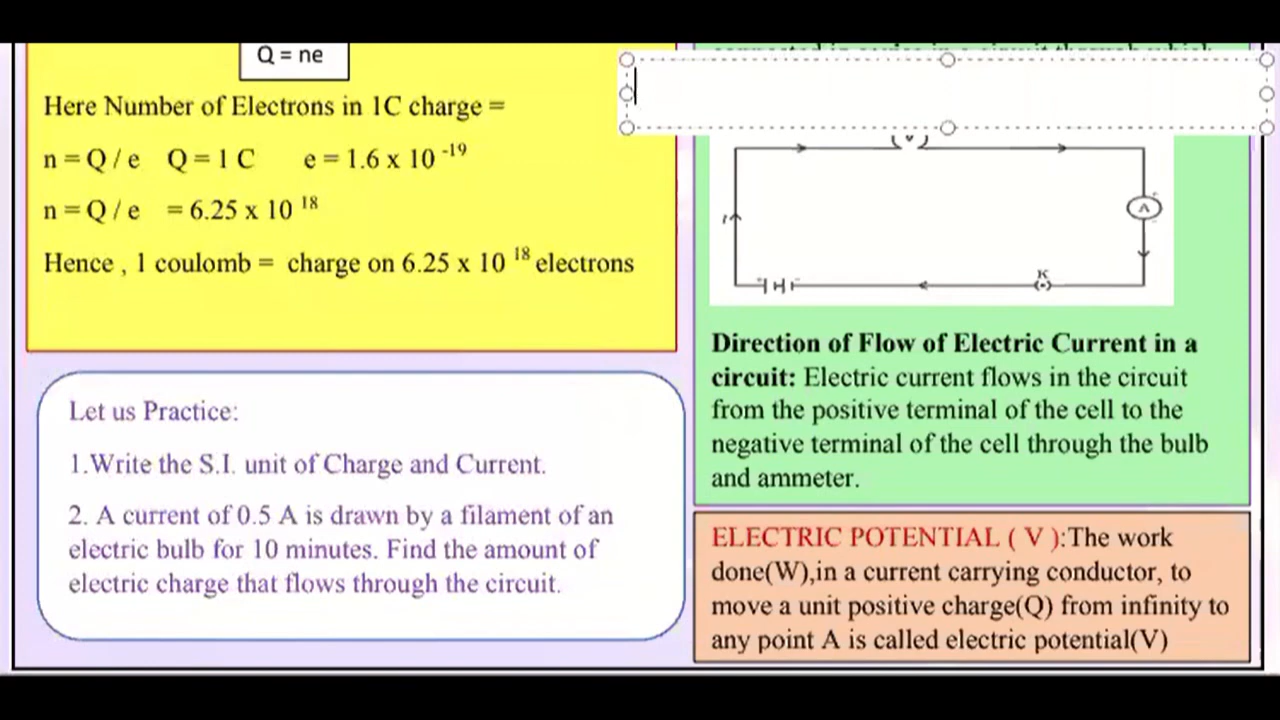 Q = ne
Here Number of Electrons in 1C charge =
n = Q / e Q = 1 C e = 1.6 x 10 -19
n = Q / e = 6.25 x 10 18
Hence , 1 coulomb = charge on 6.25 x 10 18 electrons
Let us Practice:
1.Write the S.I. unit of Charge and Current.
2. A current of 0.5 A is drawn by a filament of an
electric bulb for 10 minutes. Find the amount of
electric charge that flows through the circuit.
A
K
Direction of Flow of Electric Current in a
circuit: Electric current flows in the circuit
from the positive terminal of the cell to the
negative terminal of the cell through the bulb
and ammeter.
ELECTRIC POTENTIAL ( V ):The work
done(W),in a current carrying conductor, to
move a unit positive charge(Q) from infinity to
any point A is called electric potential(V)